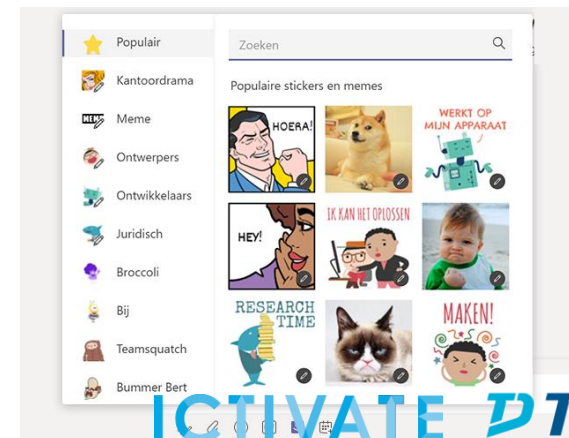 Populair
Kantoordrama
Meme
Ontwerpers
Ontwikkelaars
Juridisch
Broccoli
Bij
Teamsquatch
Bummer Bert
Zoeken
Populaire stickers en memes
HOERA!
WERKT OP
MIJN APPARAAT
HEY!
IK KAN HET OPLOSSEN
RESEARCH
TIME
MAKEN!
MEME
ICTIVATE